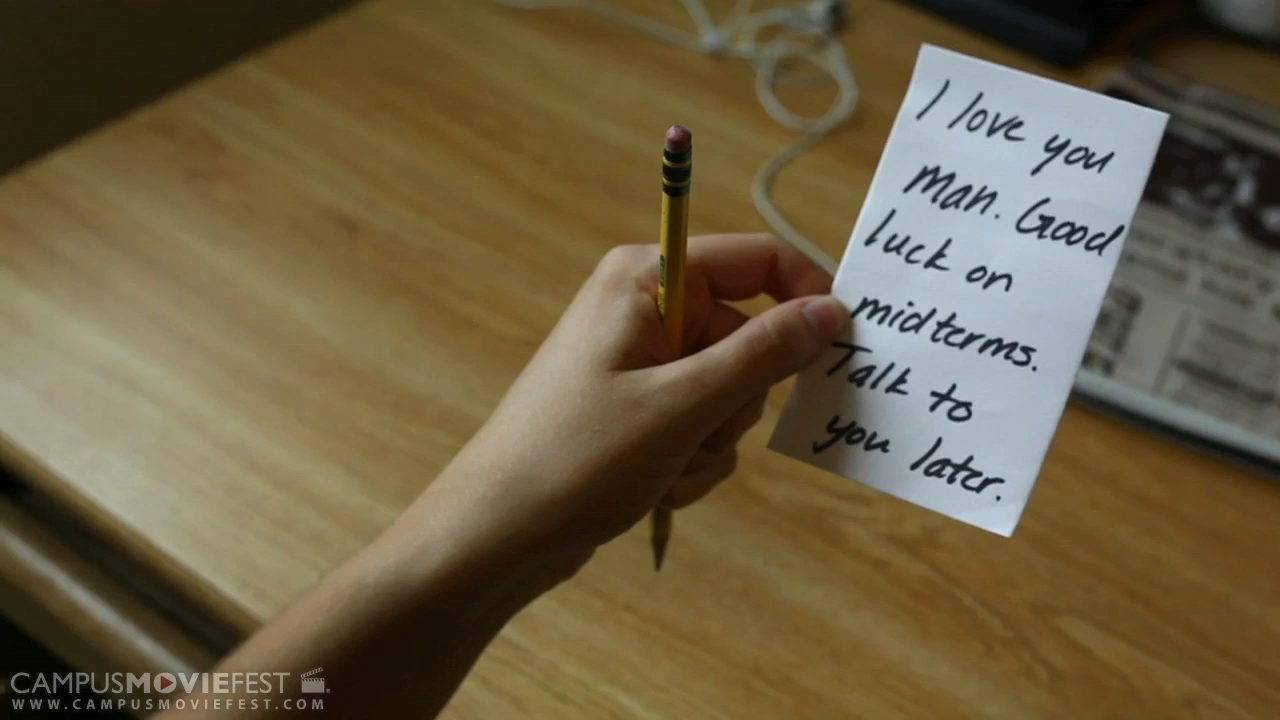 I love you
Man. Good
luck on
midterms.
Talk to
you later.
CAMPUSMOVIEFEST
WWW.CAMPUSMOVIEFEST.COM